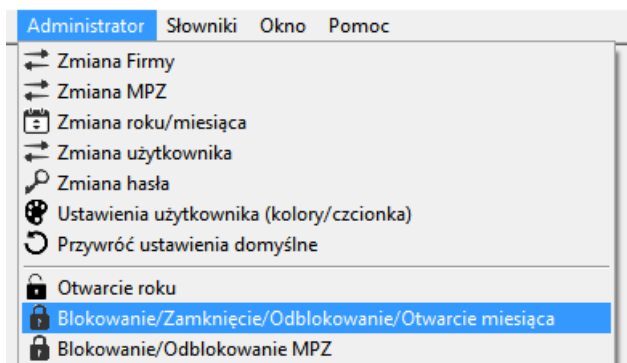 Administrator Słowniki Okno Pomoc
Zmiana Firmy
Zmiana MPZ
Zmiana roku/miesiąca
Zmiana użytkownika
Zmiana hasła
Ustawienia użytkownika (kolory/czcionka)
Przywróć ustawienia domyślne
Otwarcie roku
Blokowanie/Zamknięcie/Odblokowanie/Otwarcie miesiąca
Blokowanie/Odblokowanie MPZ